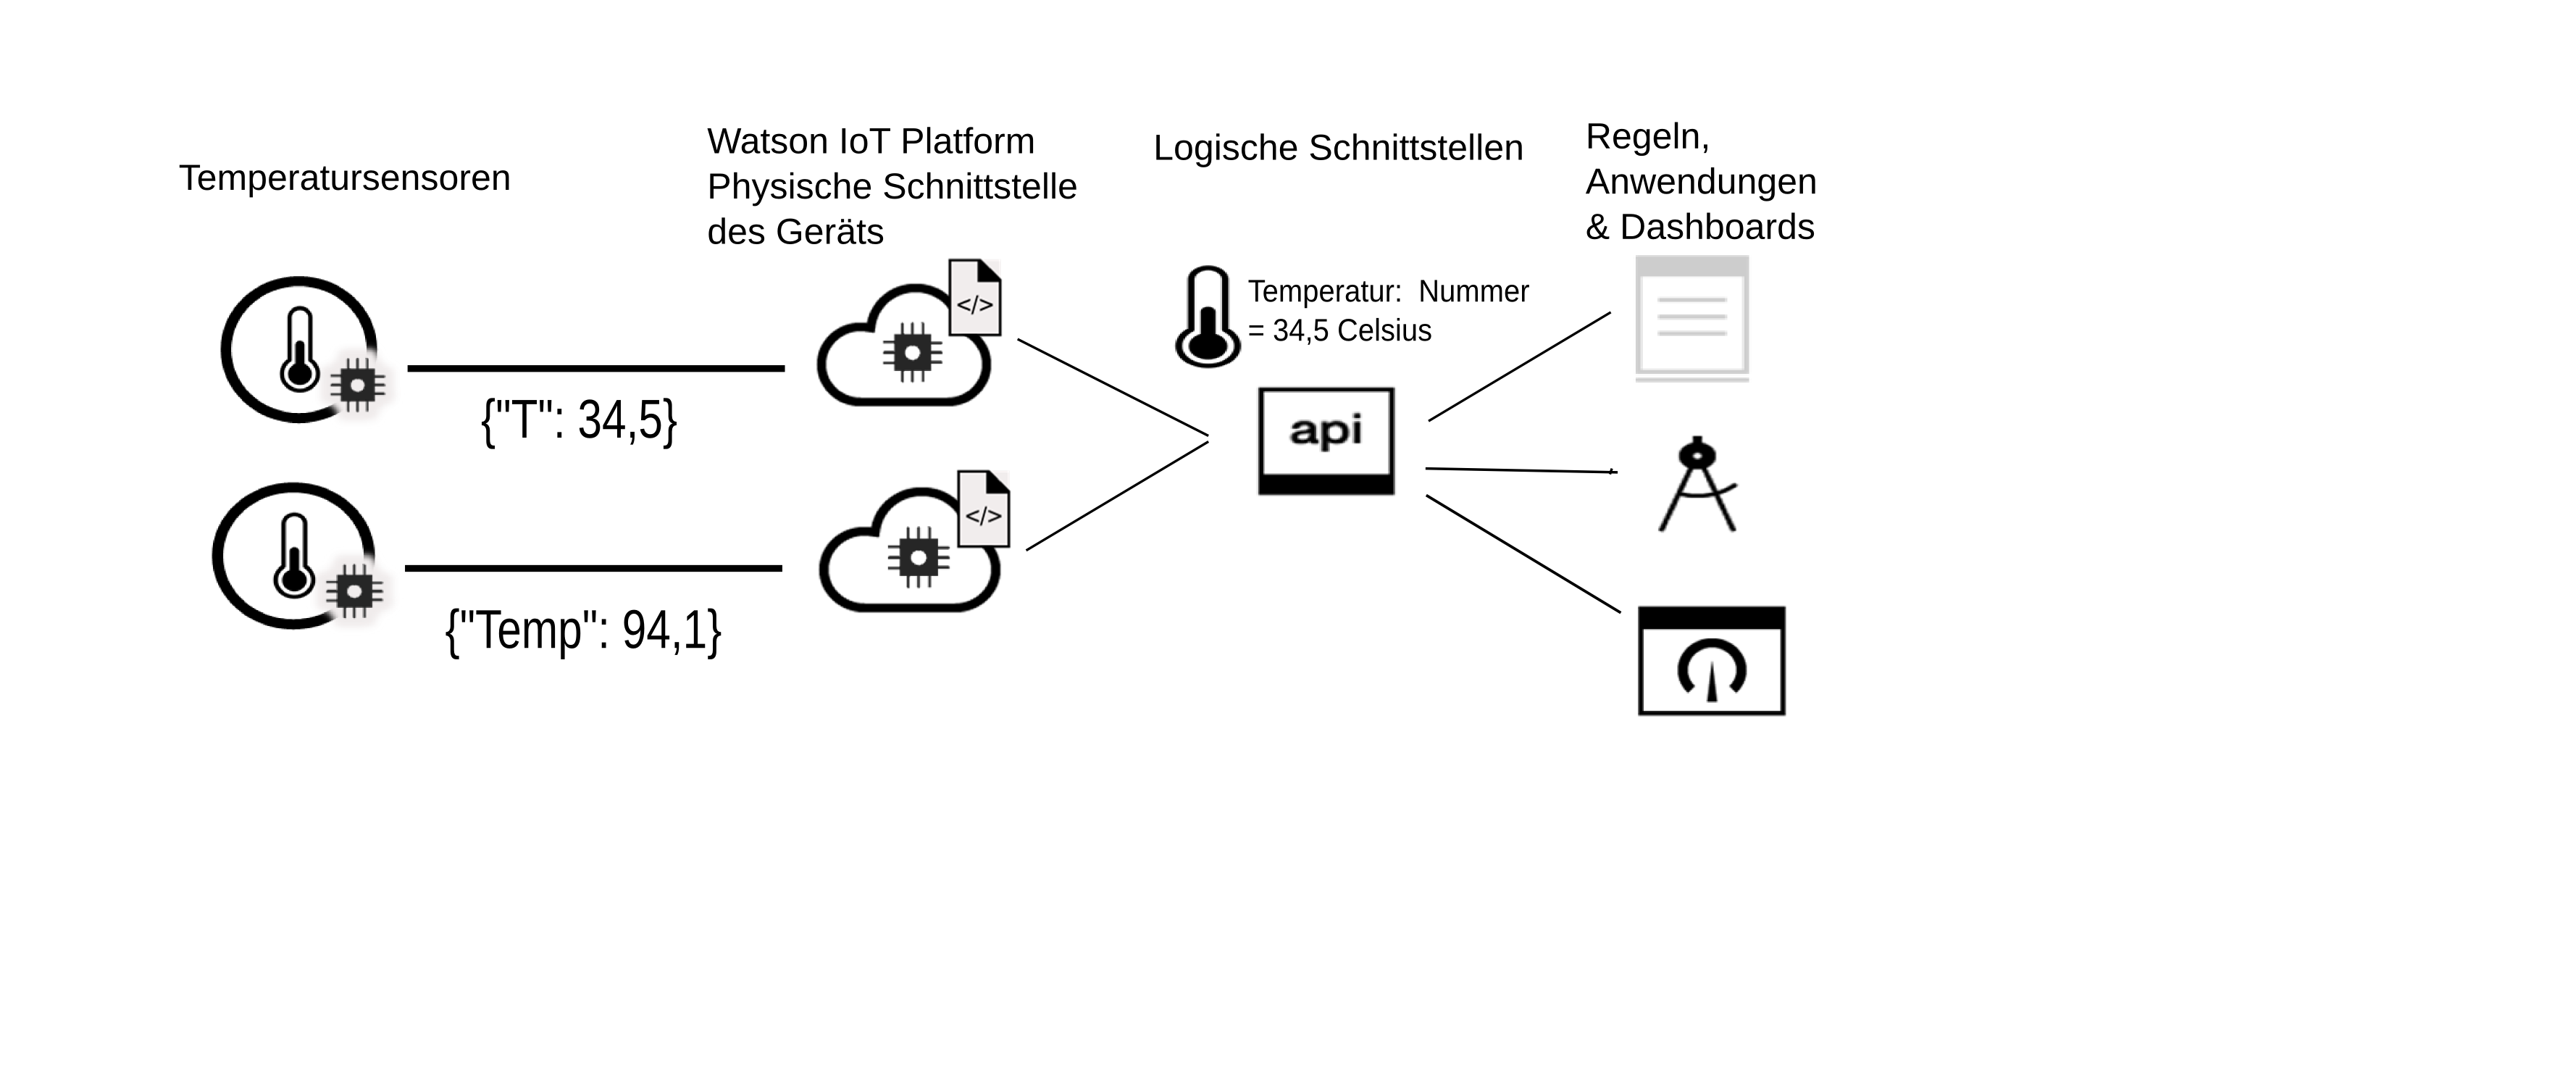 Temperatursensoren
Watson IoT Platform
Physische Schnittstelle
des Geräts
Logische Schnittstellen
Regeln,
Anwendungen
& Dashboards
{"T": 34,5}
{"Temp": 94,1}
</>
</>
Temperatur:  Nummer
= 34,5 Celsius
api